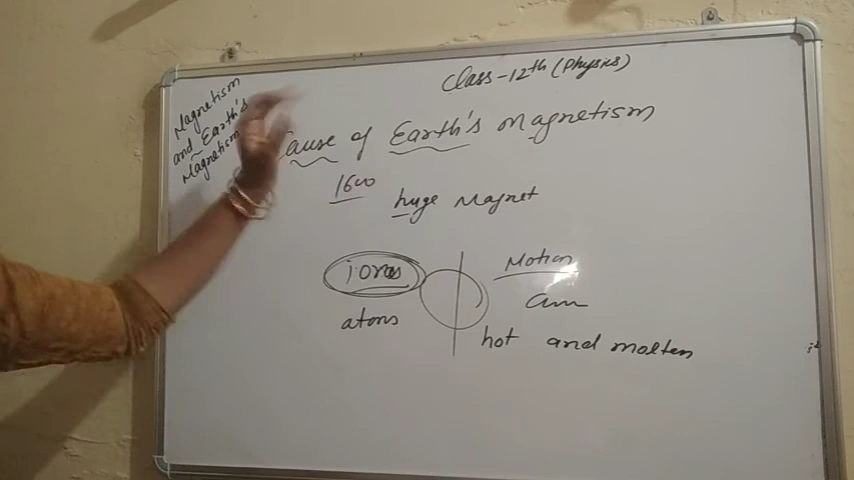 Class-12th (Physics)
Magnetism
and Earth's
Magnetism
Cause of Earth's Magnetism
1600
huge Magnet
ions
Motion
atoms
hot and molten